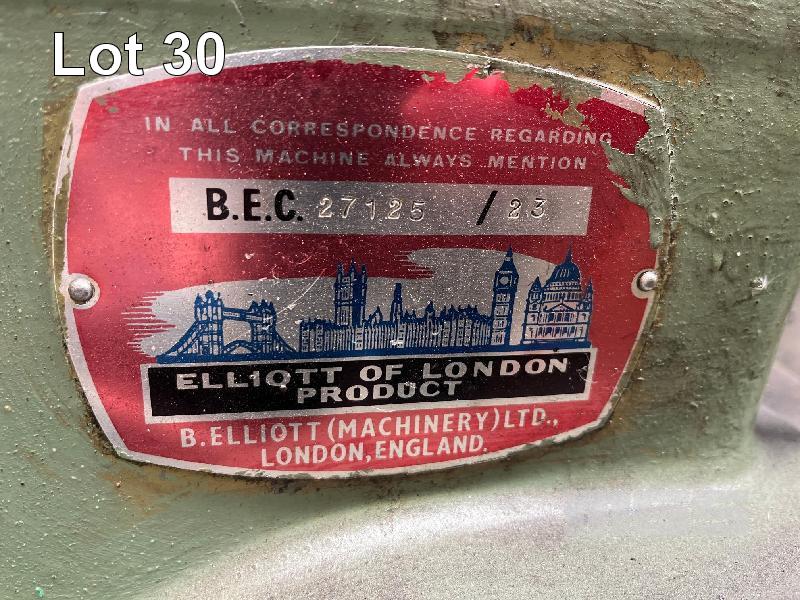 Lot 30
IN ALL CORRESPONDENCE REGARDING
THIS MACHINE ALWAYS MENTION
B.E.C. 27125 / 23
ELLIOTT OF LONDON
PRODUCT
B. ELLIOTT (MACHINERY) LTD.,
LONDON, ENGLAND.